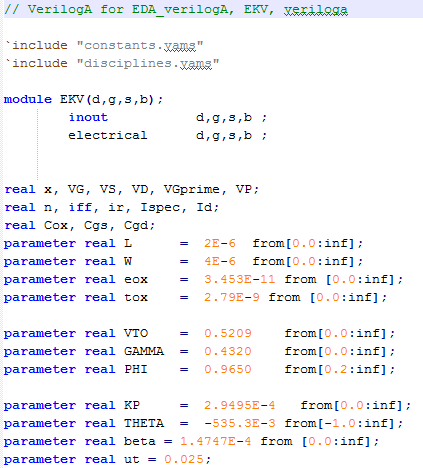 // VerilogA for EDA_verilogA, EKV, veriloga
`include "constants.vams"
`include "disciplines.vams"
module EKV(d,g,s,b);
inout d,g,s,b ;
electrical d,g,s,b ;
real x, VG, VS, VD, VGprime, VP;
real n, iff, ir, Ispec, Id;
real Cox, Cgs, Cgd;
parameter real L = 2E-6 from[0.0:inf];
parameter real W = 4E-6 from[0.0:inf];
parameter real eox = 3.453E-11 from [0.0:inf];
parameter real tox = 2.79E-9 from [0.0:inf];
parameter real VTO = 0.5209 from[0.0:inf];
parameter real GAMMA = 0.4320 from[0.0:inf];
parameter real PHI = 0.9650 from[0.2:inf];
parameter real KP = 2.9495E-4 from[0.0:inf];
parameter real THETA = -535.3E-3 from[-1.0:inf];
parameter real beta = 1.4747E-4 from [0.0:inf];
parameter real ut = 0.025;